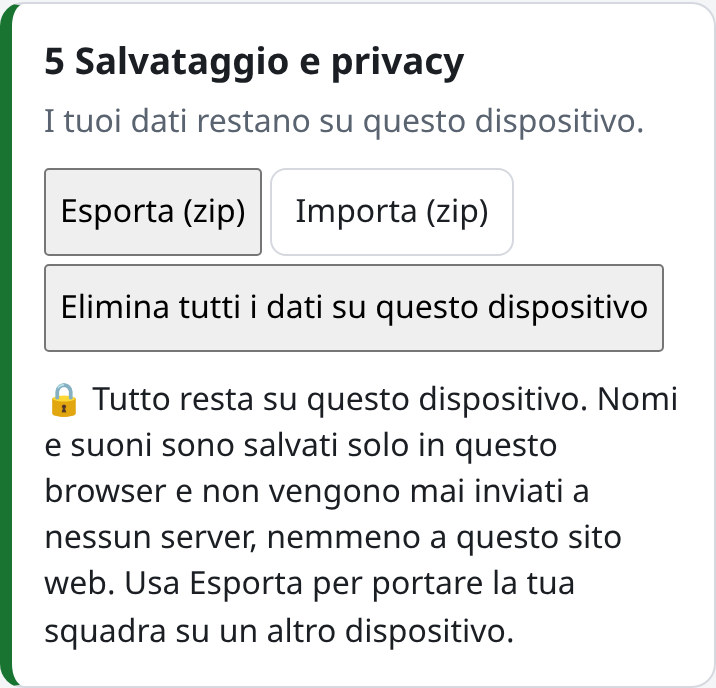 5 Salvataggio e privacy
I tuoi dati restano su questo dispositivo.
Esporta (zip) Importa (zip)
Elimina tutti i dati su questo dispositivo
🔒 Tutto resta su questo dispositivo. Nomi
e suoni sono salvati solo in questo
browser e non vengono mai inviati a
nessun server, nemmeno a questo sito
web. Usa Esporta per portare la tua
squadra su un altro dispositivo.